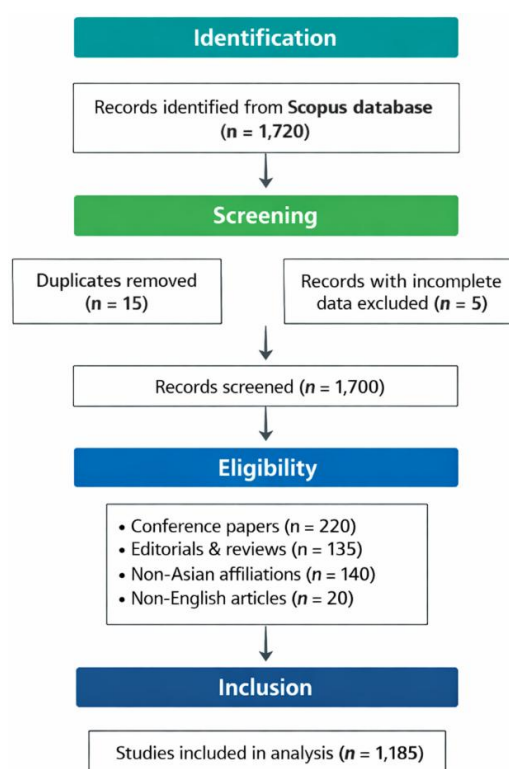 Identification
Records identified from Scopus database
(n = 1,720)
Screening
Duplicates removed
(n = 15)
Records with incomplete
data excluded (n = 5)
Records screened (n = 1,700)
Eligibility
• Conference papers (n = 220)
• Editorials & reviews (n = 135)
• Non-Asian affiliations (n = 140)
• Non-English articles (n = 20)
Inclusion
Studies included in analysis (n = 1,185)